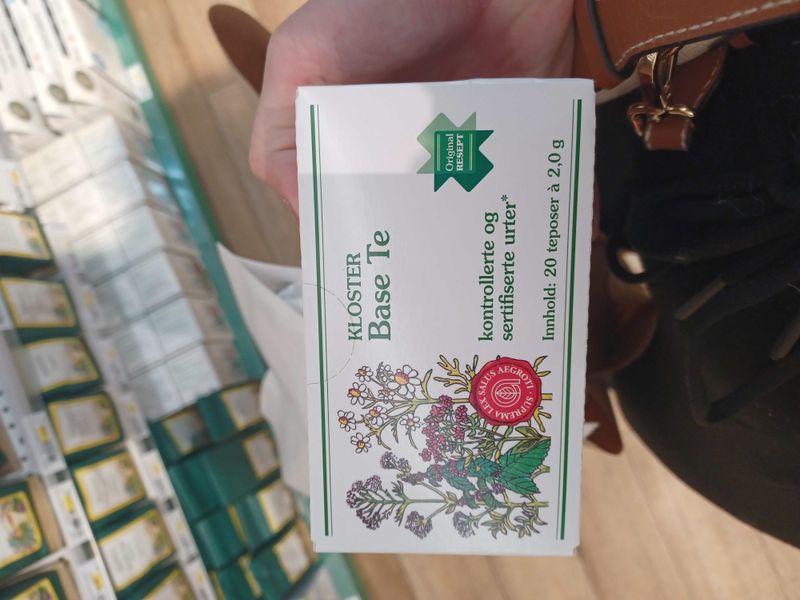 Original
RESEPT
KLOSTER
Base Te
kontrollerte og
sertifiserte urter*
Innhold: 20 teposer à 2,0 g
SUPREMA LEX SALUS AEGROTI